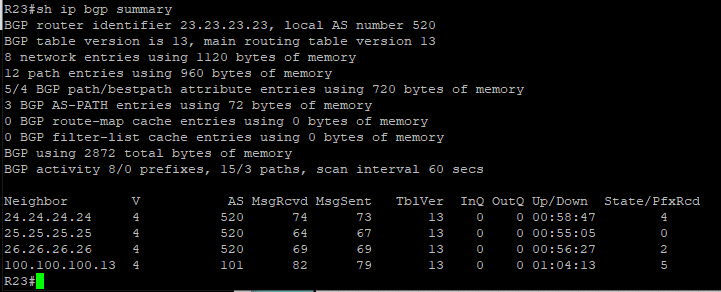 R23#sh ip bgp summary
BGP router identifier 23.23.23.23, local AS number 520
BGP table version is 13, main routing table version 13
8 network entries using 1120 bytes of memory
12 path entries using 960 bytes of memory
5/4 BGP path/bestpath attribute entries using 720 bytes of memory
3 BGP AS-PATH entries using 72 bytes of memory
0 BGP route-map cache entries using 0 bytes of memory
0 BGP filter-list cache entries using 0 bytes of memory
BGP using 2872 total bytes of memory
BGP activity 8/0 prefixes, 15/3 paths, scan interval 60 secs

Neighbor        V           AS MsgRcvd MsgSent   TblVer  InQ OutQ Up/Down  State/PfxRcd
24.24.24.24     4          520      74      73       13    0    0 00:58:47        4
25.25.25.25     4          520      64      67       13    0    0 00:55:05        0
26.26.26.26     4          520      69      69       13    0    0 00:56:27        2
100.100.100.13  4          101      82      79       13    0    0 01:04:13        5
R23#